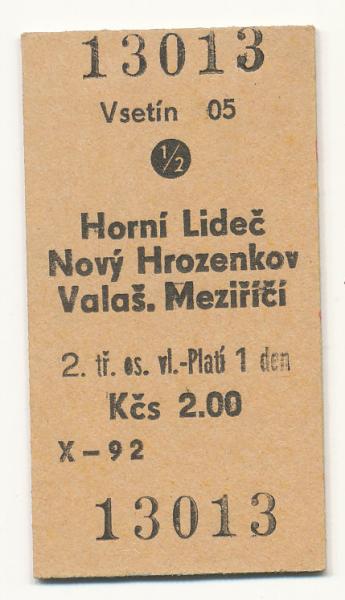 13013
Vsetín 05
1/2
Horní Lideč
Nový Hrozenkov
Valaš. Meziříčí
2. tř. os. vl.-Platí 1 den
Kčs 2.00
X-92
13013